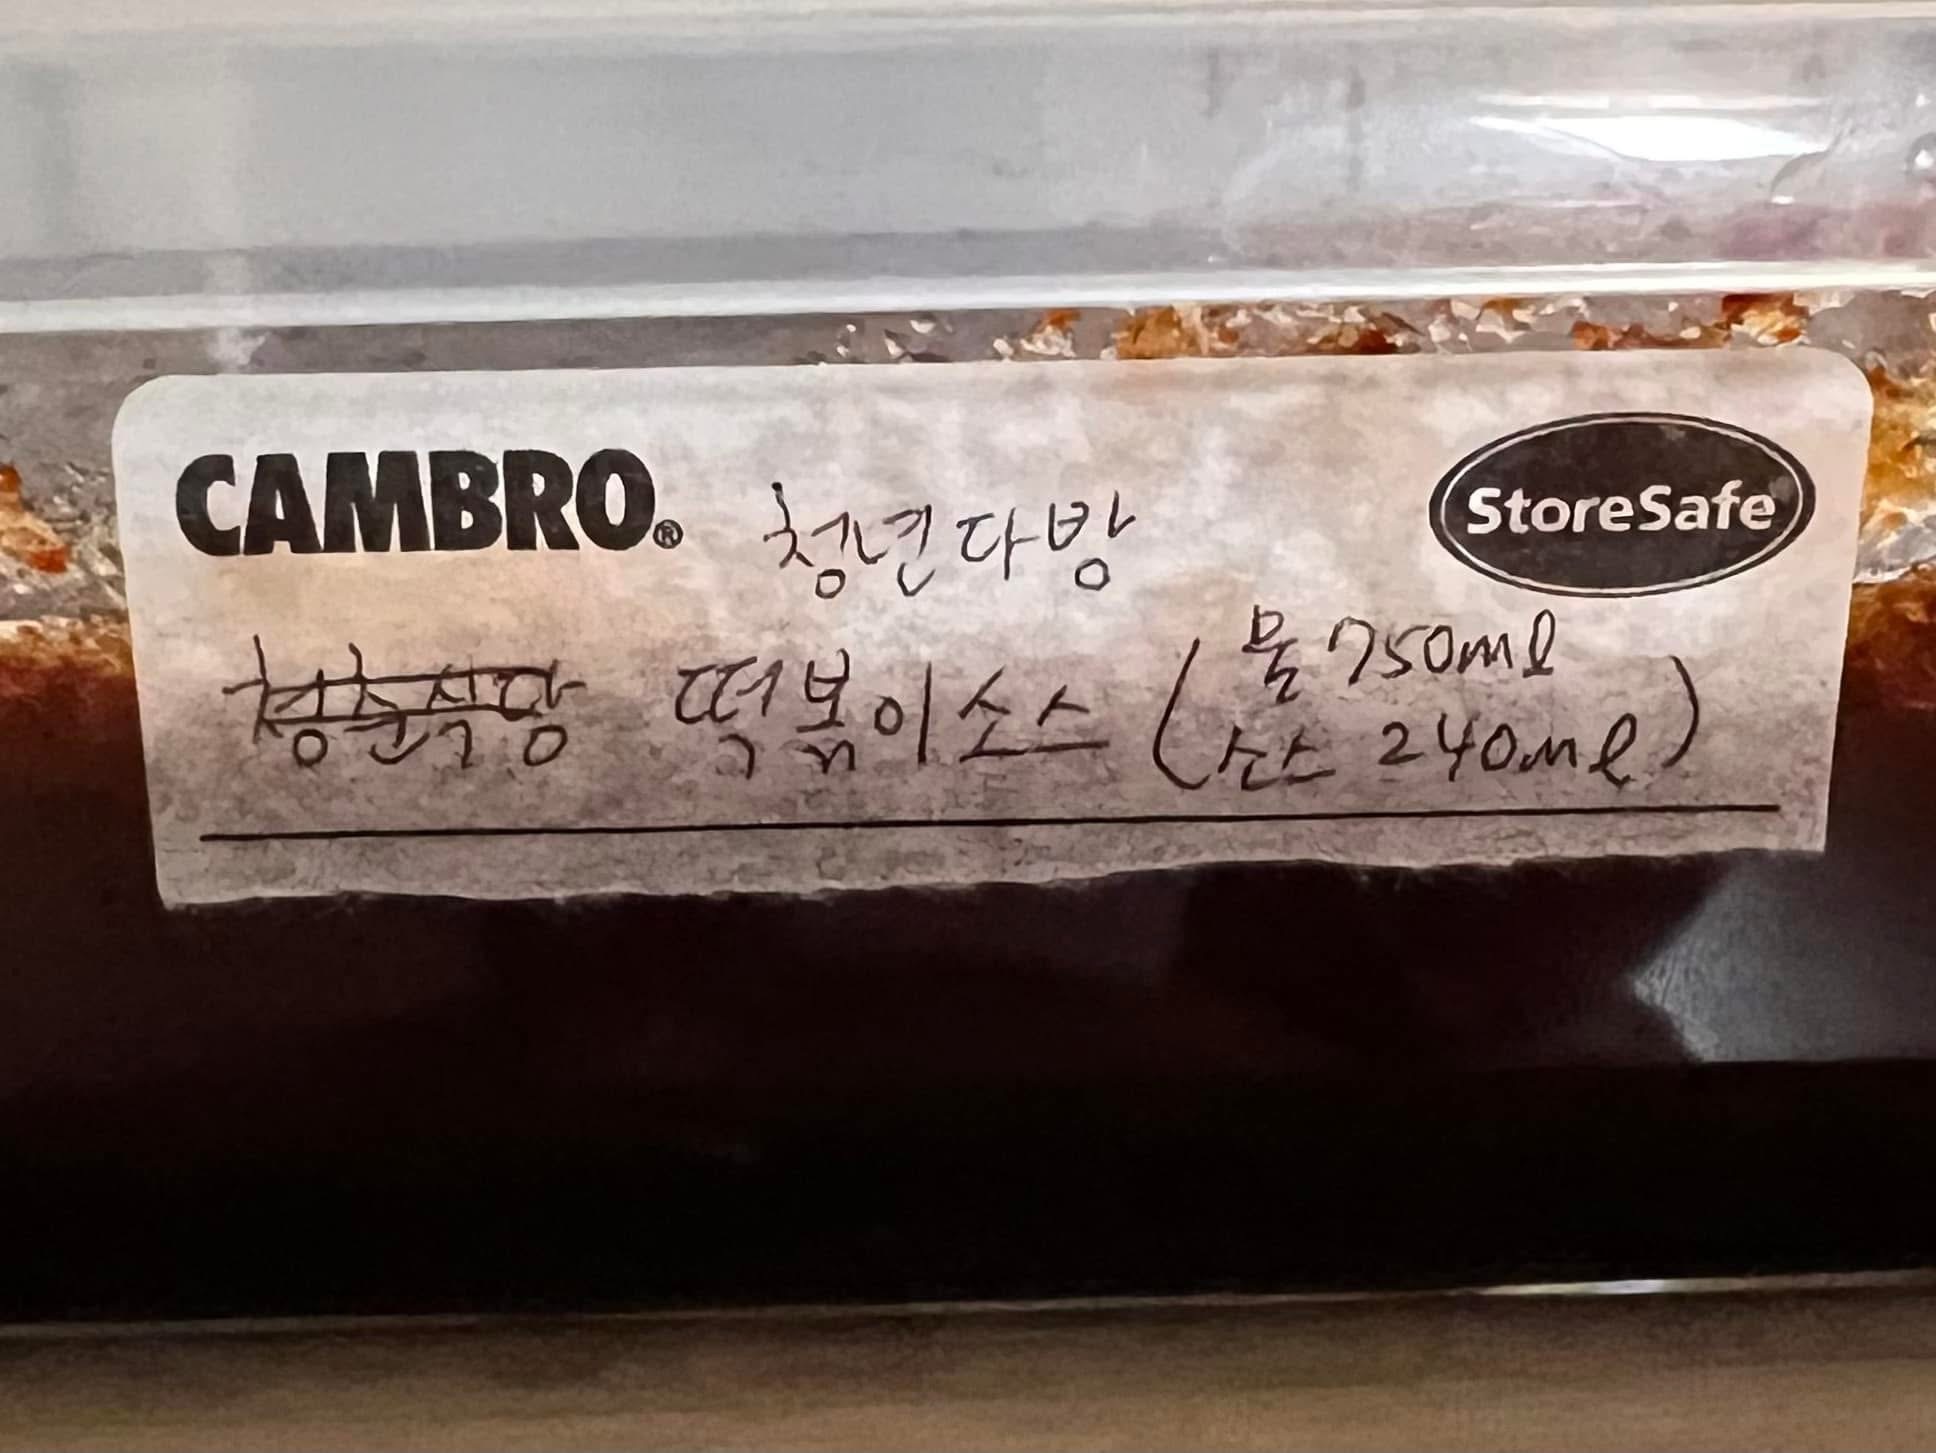 CAMBRO® 청년다방 StoreSafe
청춘식당 떡볶이소스 (물 750ml
소스 240ml)